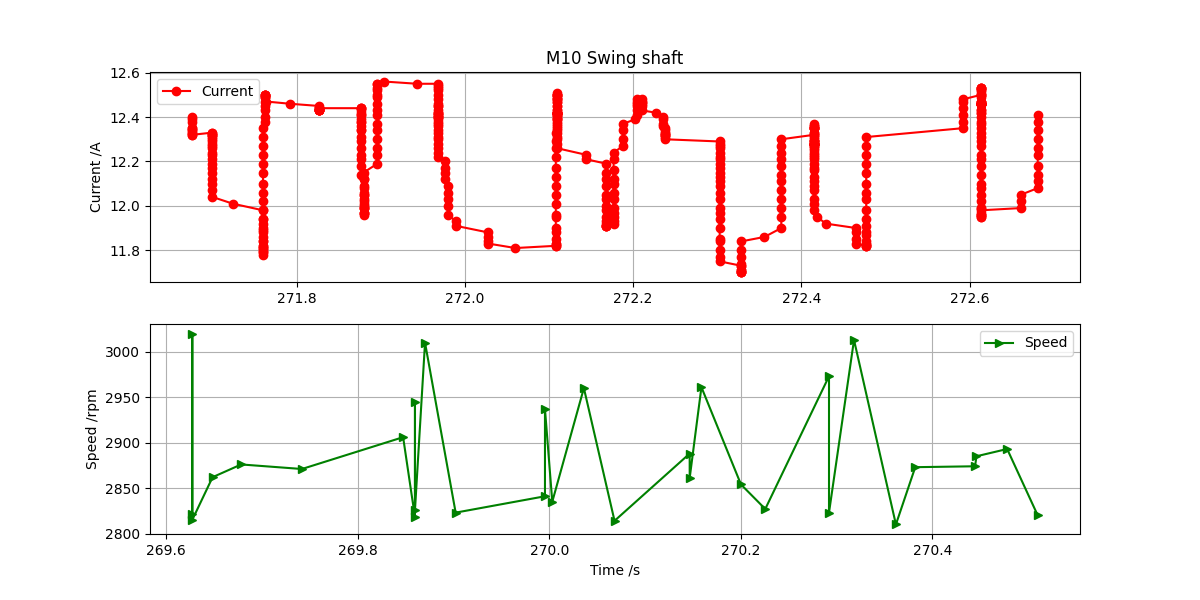 M10 Swing shaft
12.6
12.4
12.2
12.0
11.8
Current /A
Current
271.8 272.0 272.2 272.4 272.6
3000
2950
2900
2850
2800
Speed /rpm
Speed
269.6 269.8 270.0 270.2 270.4
Time /s